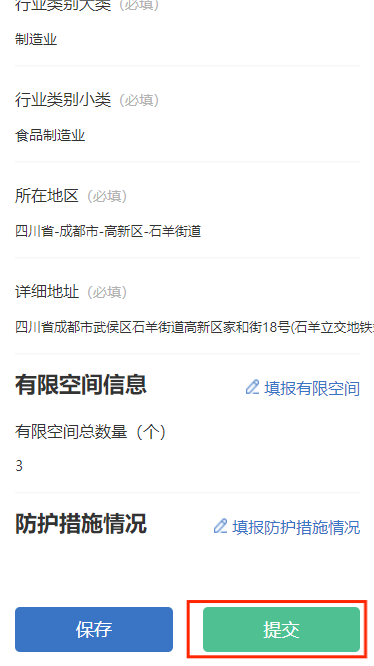 行业类别大类（必填）
制造业
行业类别小类（必填）
食品制造业
所在地区（必填）
四川省-成都市-高新区-石羊街道
详细地址（必填）
四川省成都市武侯区石羊街道高新区家和街18号(石羊立交地铁
有限空间信息 填报有限空间
有限空间总数量（个）
3
防护措施情况 填报防护措施情况
保存 提交